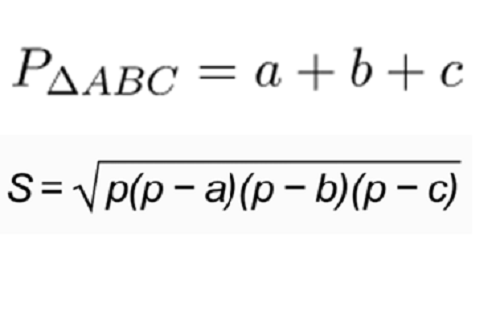 P_{ΔABC} = a + b + c
S = √p(p − a)(p − b)(p − c)